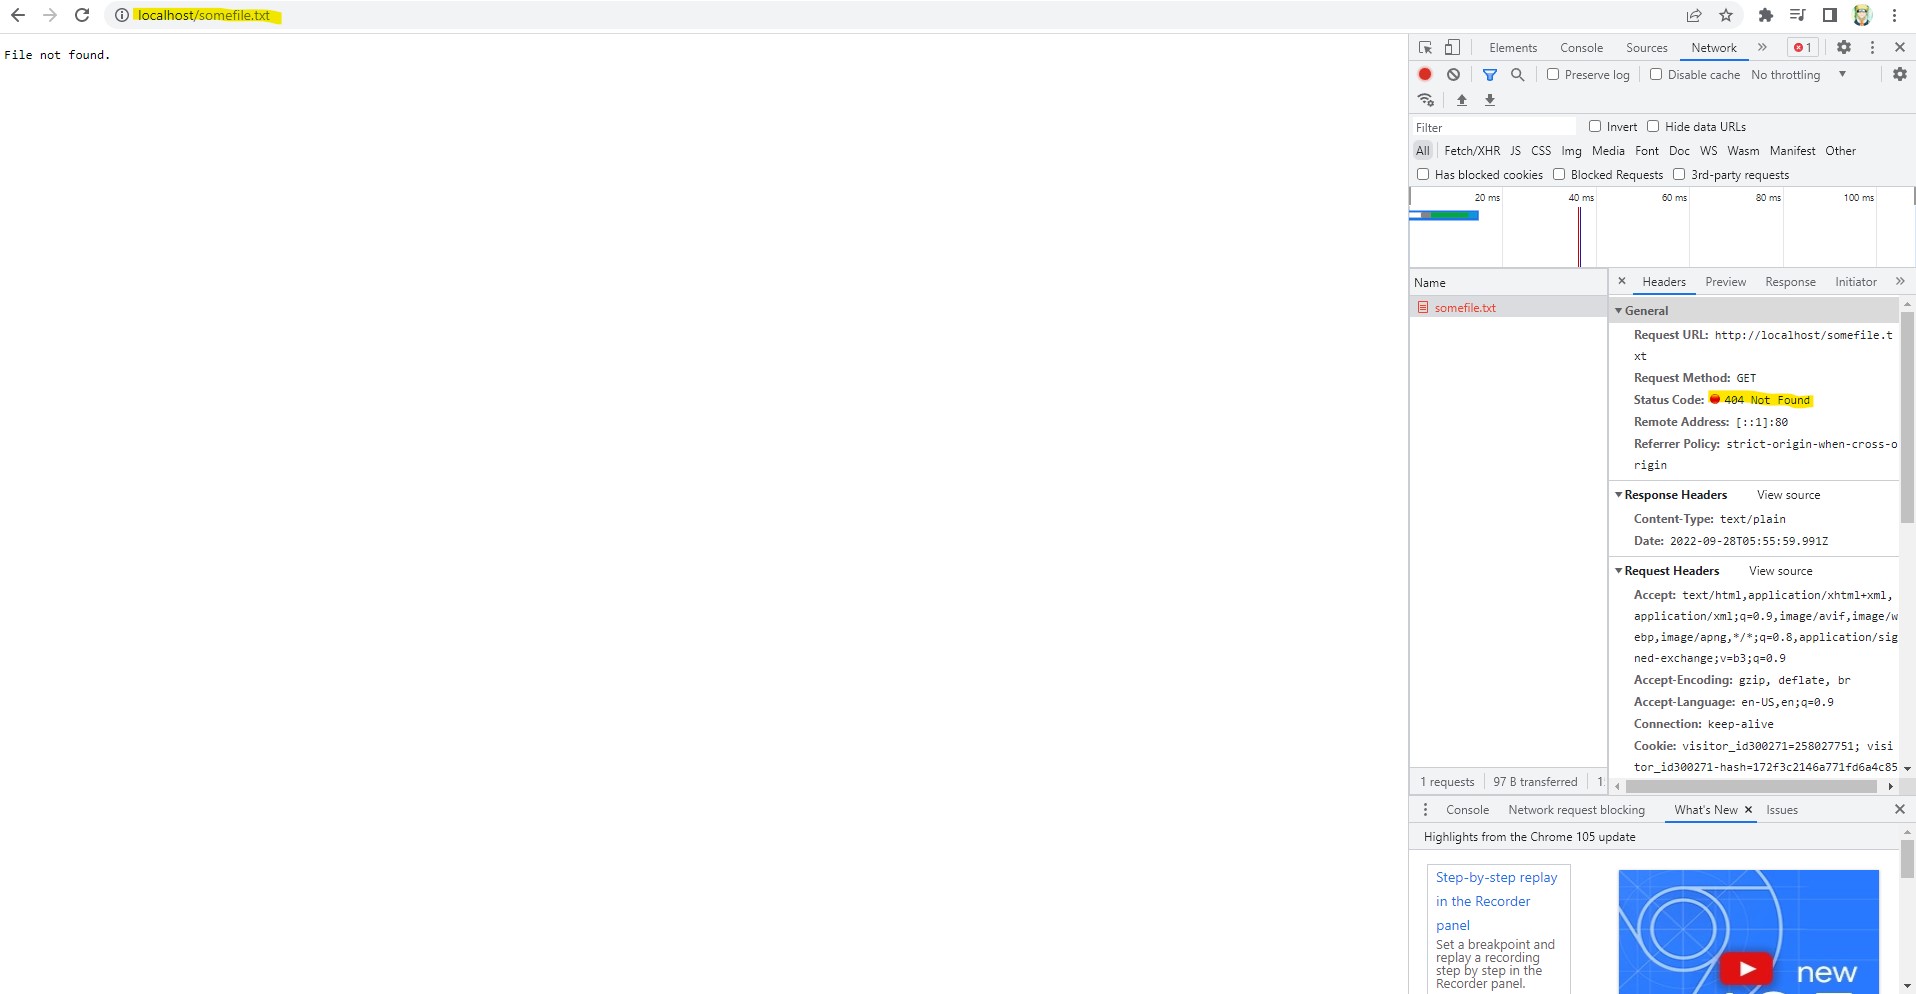 localhost/somefile.txt
File not found.
Elements Console Sources Network » 1
Preserve log Disable cache No throttling
Filter Invert Hide data URLs
All Fetch/XHR JS CSS Img Media Font Doc WS Wasm Manifest Other
Has blocked cookies Blocked Requests 3rd-party requests
20 ms 40 ms 60 ms 80 ms 100 ms
Name
somefile.txt
Headers Preview Response Initiator »
General
Request URL: http://localhost/somefile.t
xt
Request Method: GET
Status Code: 404 Not Found
Remote Address: [::1]:80
Referrer Policy: strict-origin-when-cross-o
rigin
Response Headers View source
Content-Type: text/plain
Date: 2022-09-28T05:55:59.991Z
Request Headers View source
Accept: text/html,application/xhtml+xml,
application/xml;q=0.9,image/avif,image/w
ebp,image/apng,*/*;q=0.8,application/sig
ned-exchange;v=b3;q=0.9
Accept-Encoding: gzip, deflate, br
Accept-Language: en-US,en;q=0.9
Connection: keep-alive
Cookie: visitor_id300271=258027751; visi
tor_id300271-hash=172f3c2146a771fd6a4c85
1 requests 97 B transferred 1
Console Network request blocking What's New Issues
Highlights from the Chrome 105 update
Step-by-step replay
in the Recorder
panel
Set a breakpoint and
replay a recording
step by step in the
Recorder panel.
new